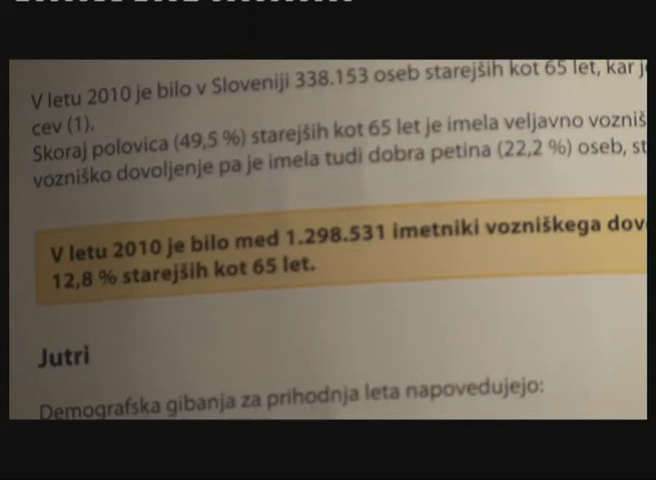 V letu 2010 je bilo v Sloveniji 338.153 oseb starejših kot 65 let, kar
cev (1).
Skoraj polovica (49,5 %) starejših kot 65 let je imela veljavno
vozniško dovoljenje pa je imela tudi dobra petina (22,2 %) oseb,
V letu 2010 je bilo med 1.298.531 imetniki vozniškega
12,8 % starejših kot 65 let.
Jutri
Demografska gibanja za prihodnja leta napovedujejo: